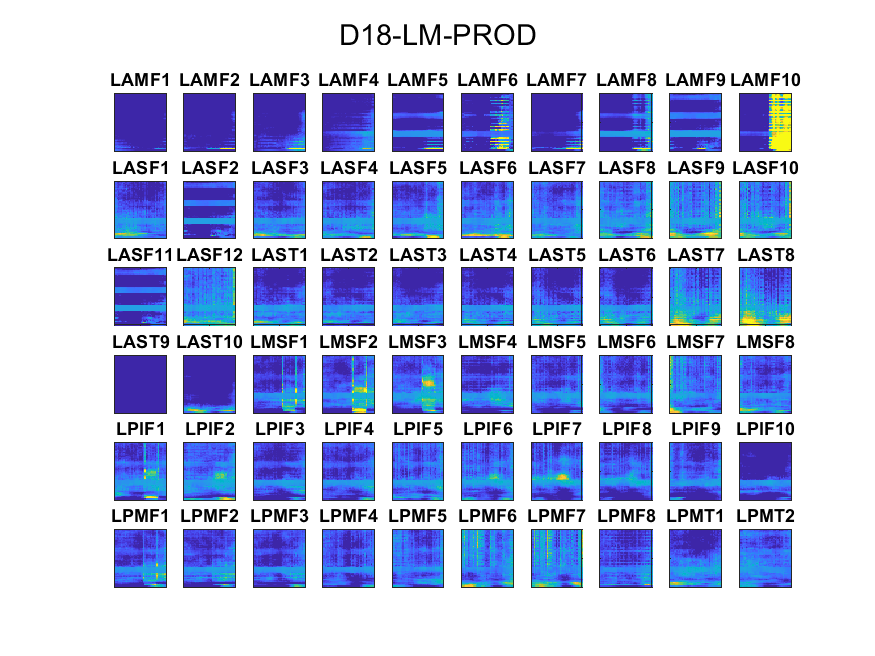 D18-LM-PROD
LAMF1 LAMF2 LAMF3 LAMF4 LAMF5 LAMF6 LAMF7 LAMF8 LAMF9 LAMF10
LASF1 LASF2 LASF3 LASF4 LASF5 LASF6 LASF7 LASF8 LASF9 LASF10
LASF11 LASF12 LAST1 LAST2 LAST3 LAST4 LAST5 LAST6 LAST7 LAST8
LAST9 LAST10 LMSF1 LMSF2 LMSF3 LMSF4 LMSF5 LMSF6 LMSF7 LMSF8
LPIF1 LPIF2 LPIF3 LPIF4 LPIF5 LPIF6 LPIF7 LPIF8 LPIF9 LPIF10
LPMF1 LPMF2 LPMF3 LPMF4 LPMF5 LPMF6 LPMF7 LPMF8 LPMT1 LPMT2